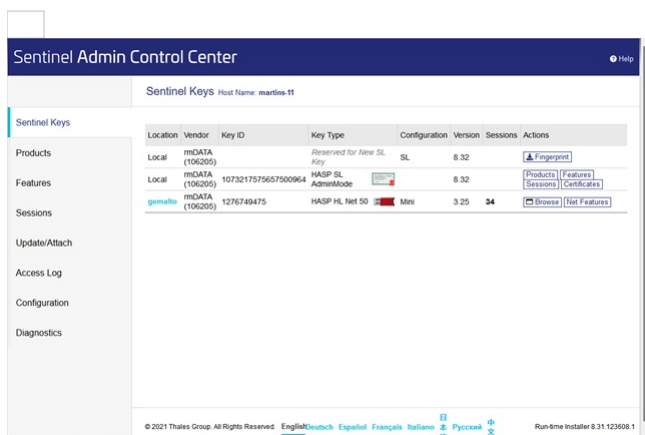 Sentinel Admin Control Center
Help
Sentinel Keys Host Name: martins-11
Sentinel Keys
Products
Features
Sessions
Update/Attach
Access Log
Configuration
Diagnostics
Location Vendor Key ID Key Type Configuration Version Sessions Actions
Local rmDATA (106205) Reserved for New SL Key SL 8.32 Fingerprint
Local rmDATA (106205) 1073217575657500964 HASP SL AdminMode 8.32 Products Features Sessions Certificates
gemalto rmDATA (106205) 1276749475 HASP HL Net 50 Mini 3.25 34 Browse Net Features
© 2021 Thales Group. All Rights Reserved. English Deutsch Español Français Italiano 日本 Русский 中文 Run-time Installer 8.31.123608.1